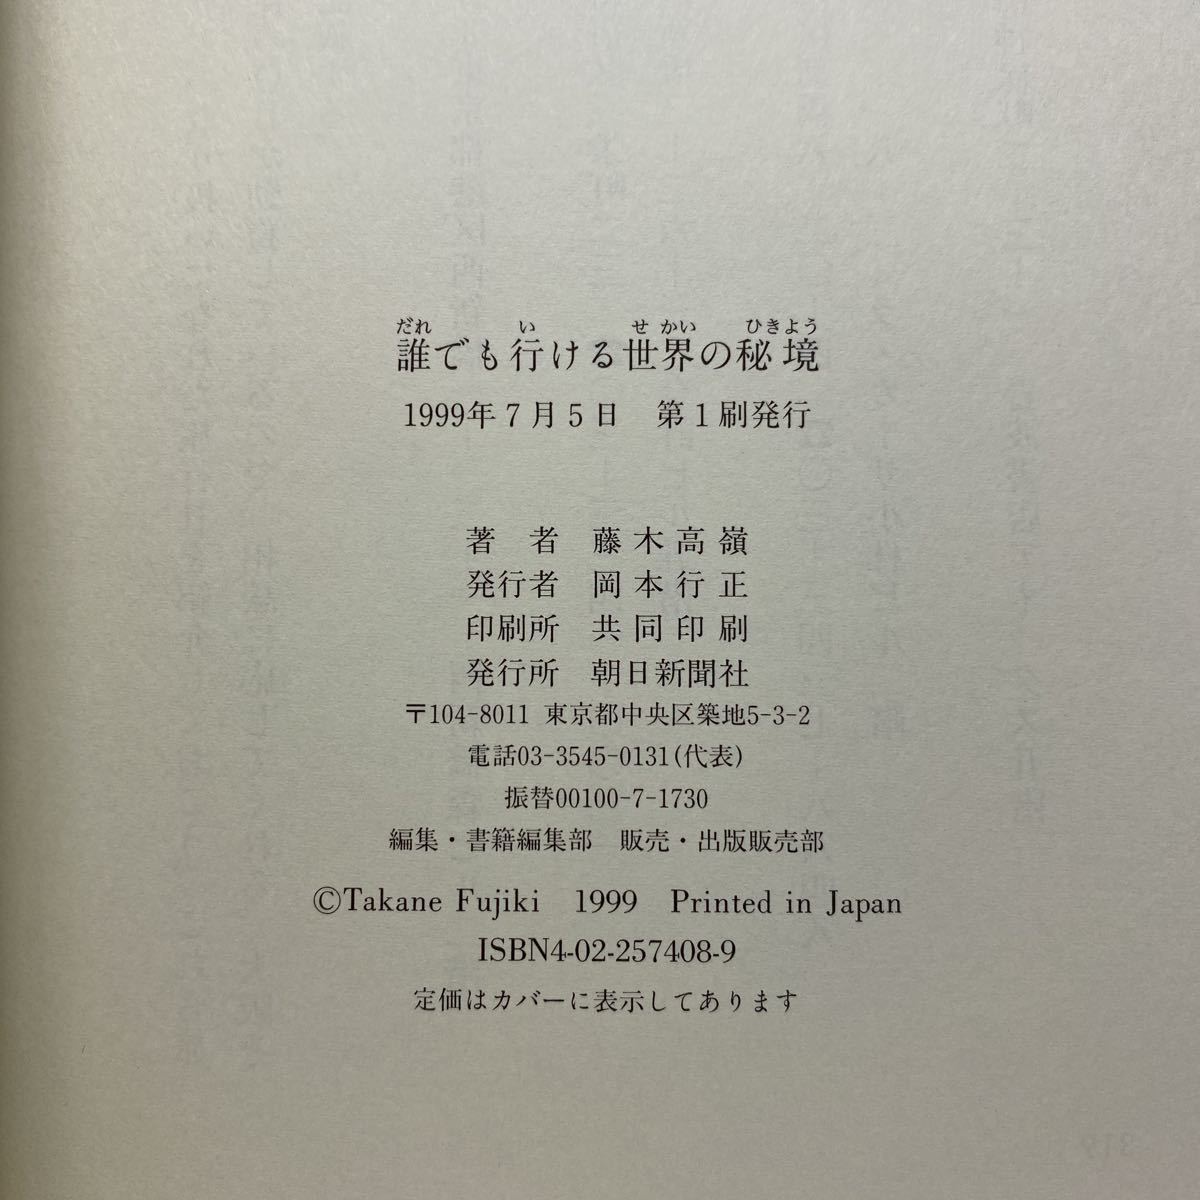 だれ い せかい ひきよう
誰でも行ける世界の秘境
1999年7月5日 第1刷発行
著者 藤木高嶺
発行者 岡本行正
印刷所 共同印刷
発行所 朝日新聞社
〒104-8011 東京都中央区築地5-3-2
電話03-3545-0131(代表)
振替00100-7-1730
編集・書籍編集部 販売・出版販売部
©Takane Fujiki 1999 Printed in Japan
ISBN4-02-257408-9
定価はカバーに表示してあります